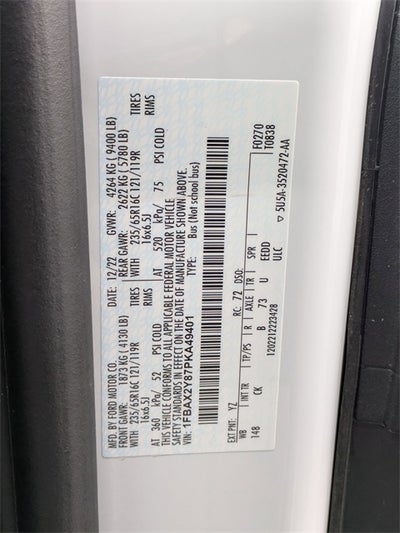 MFD. BY FORD MOTOR CO.
DATE: 12/22 GVWR: 4264 KG ( 9400 LB)
FRONT GAWR: 1873 KG ( 4130 LB)
REAR GAWR: 2622 KG ( 5780 LB)
WITH 235/65R16C 121/119R TIRES
WITH 235/65R16C 121/119R TIRES
16x6.5J RIMS
16x6.5J RIMS
AT 360 kPa/ 52 PSI COLD
AT 520 kPa/ 75 PSI COLD
THIS VEHICLE CONFORMS TO ALL APPLICABLE FEDERAL MOTOR VEHICLE
SAFETY STANDARDS IN EFFECT ON THE DATE OF MANUFACTURE SHOWN ABOVE.
VIN: 1FBAX2Y87PKA49401
TYPE: Bus (Not school bus)
F0270
T0838
EXT PNT: YZ RC: 72 DSO:
WB INT TR TP/PS R AXLE TR SPR
148 CK B 73 U EEDD
ULC
1202212223428
▽ 5U5A-3520472-AA